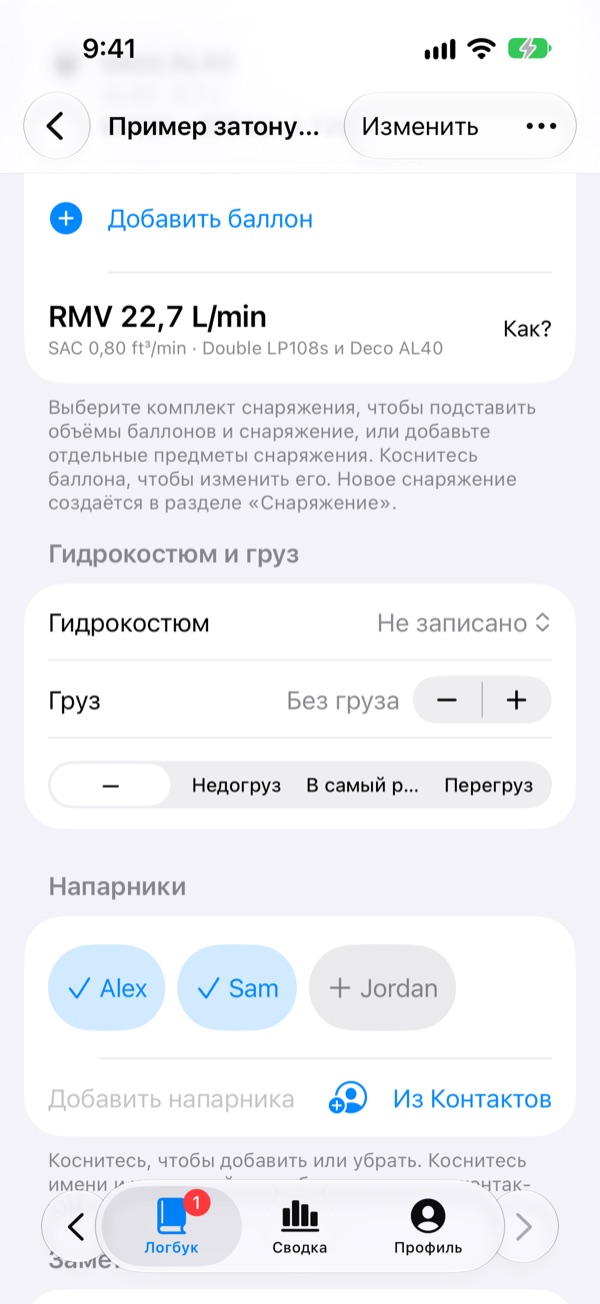 9:41
Пример затону...
Изменить
Добавить баллон
RMV 22,7 L/min
SAC 0,80 ft³/min · Double LP108s и Deco AL40
Как?
Выберите комплект снаряжения, чтобы подставить
объёмы баллонов и снаряжение, или добавьте
отдельные предметы снаряжения. Коснитесь
баллона, чтобы изменить его. Новое снаряжение
создаётся в разделе «Снаряжение».
Гидрокостюм и груз
Гидрокостюм
Не записано
Груз
Без груза
− +
–
Недогруз
В самый р...
Перегруз
Напарники
Alex
Sam
+ Jordan
Добавить напарника
Из Контактов
Коснитесь, чтобы добавить или убрать. Коснитесь
имени
1
Логбук
Сводка
Профиль